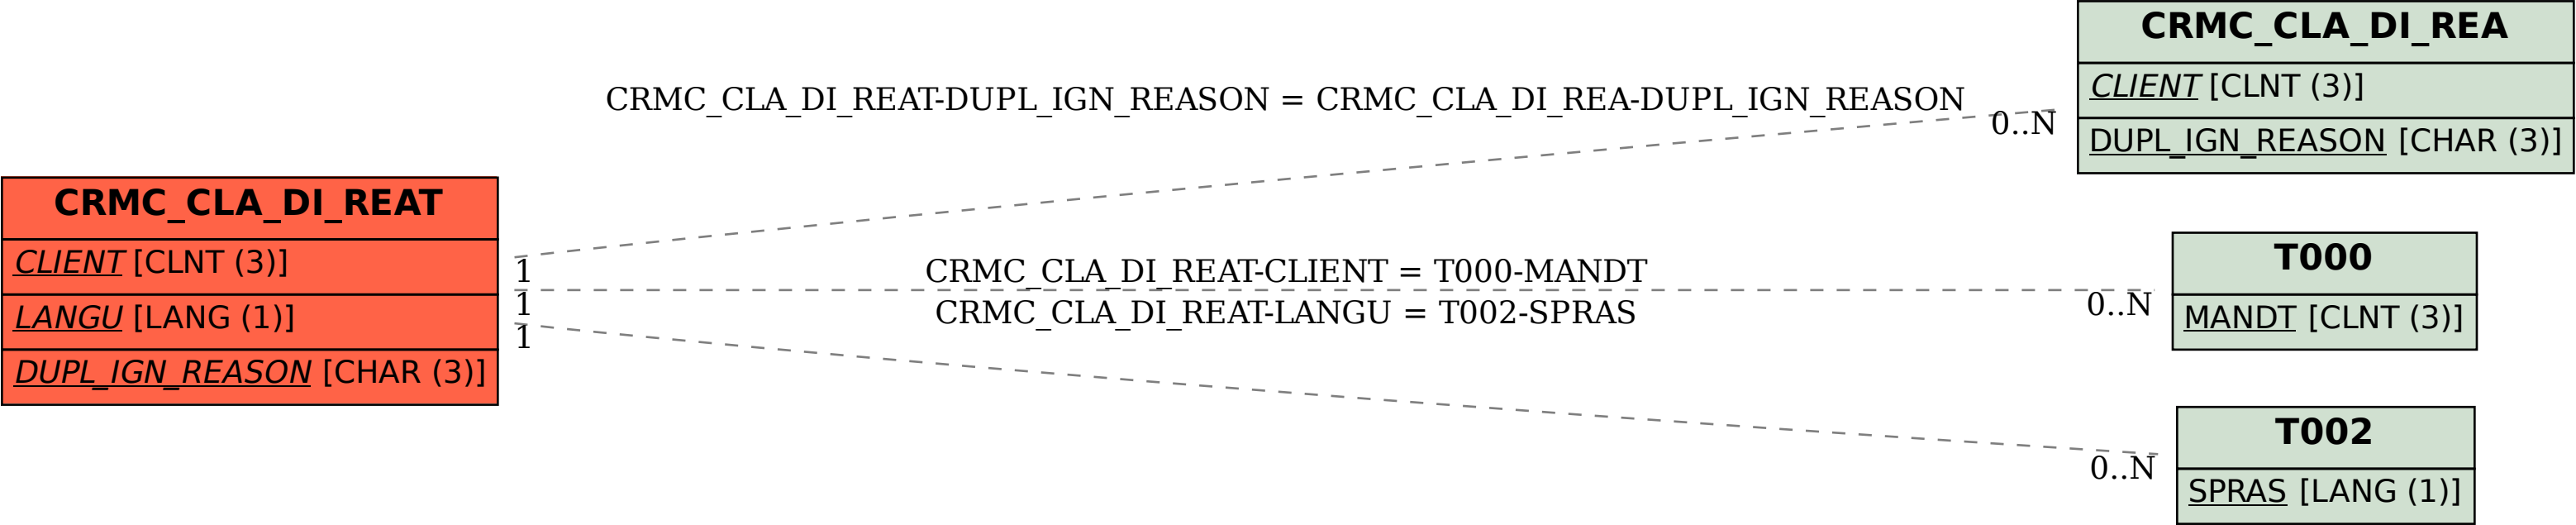 CRMC_CLA_DI_REA
CLIENT [CLNT (3)]
DUPL_IGN_REASON [CHAR (3)]
CRMC_CLA_DI_REAT-DUPL_IGN_REASON = CRMC_CLA_DI_REA-DUPL_IGN_REASON
0..N
CRMC_CLA_DI_REAT
CLIENT [CLNT (3)]
LANGU [LANG (1)]
DUPL_IGN_REASON [CHAR (3)]
1
1
1
CRMC_CLA_DI_REAT-CLIENT = T000-MANDT
CRMC_CLA_DI_REAT-LANGU = T002-SPRAS
0..N
T000
MANDT [CLNT (3)]
0..N
T002
SPRAS [LANG (1)]